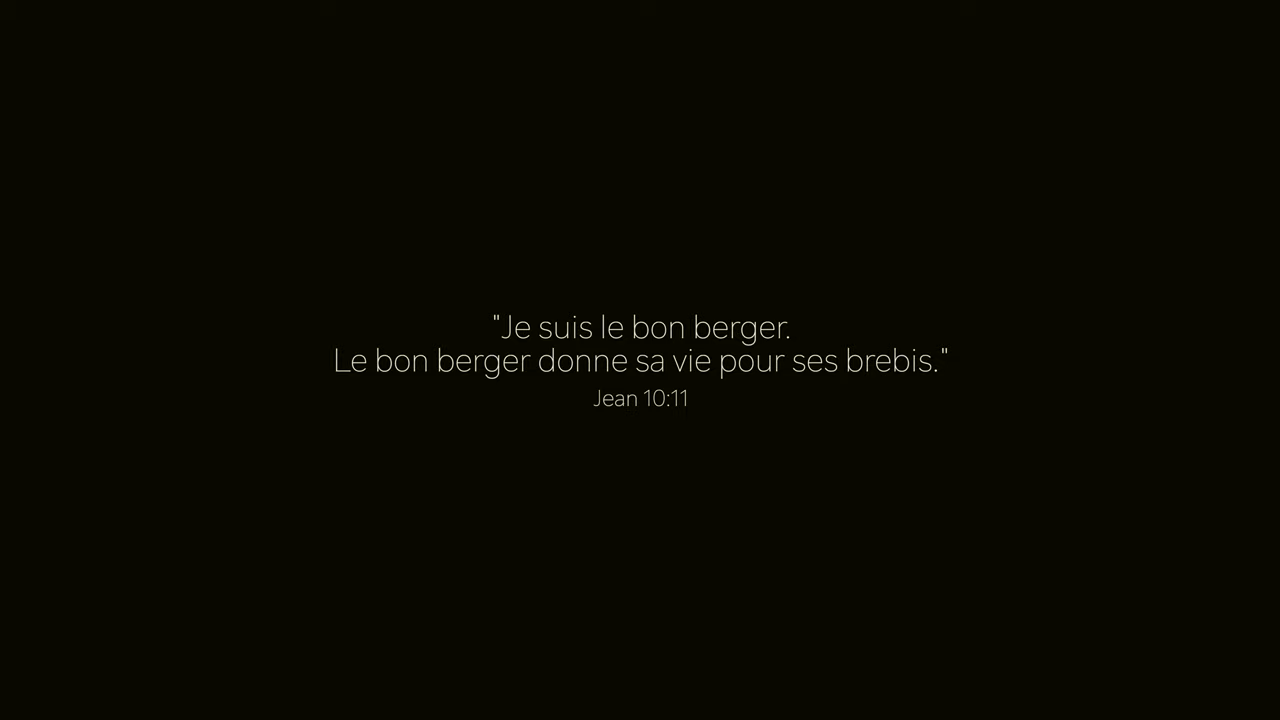 "Je suis le bon berger.
Le bon berger donne sa vie pour ses brebis."
Jean 10:11